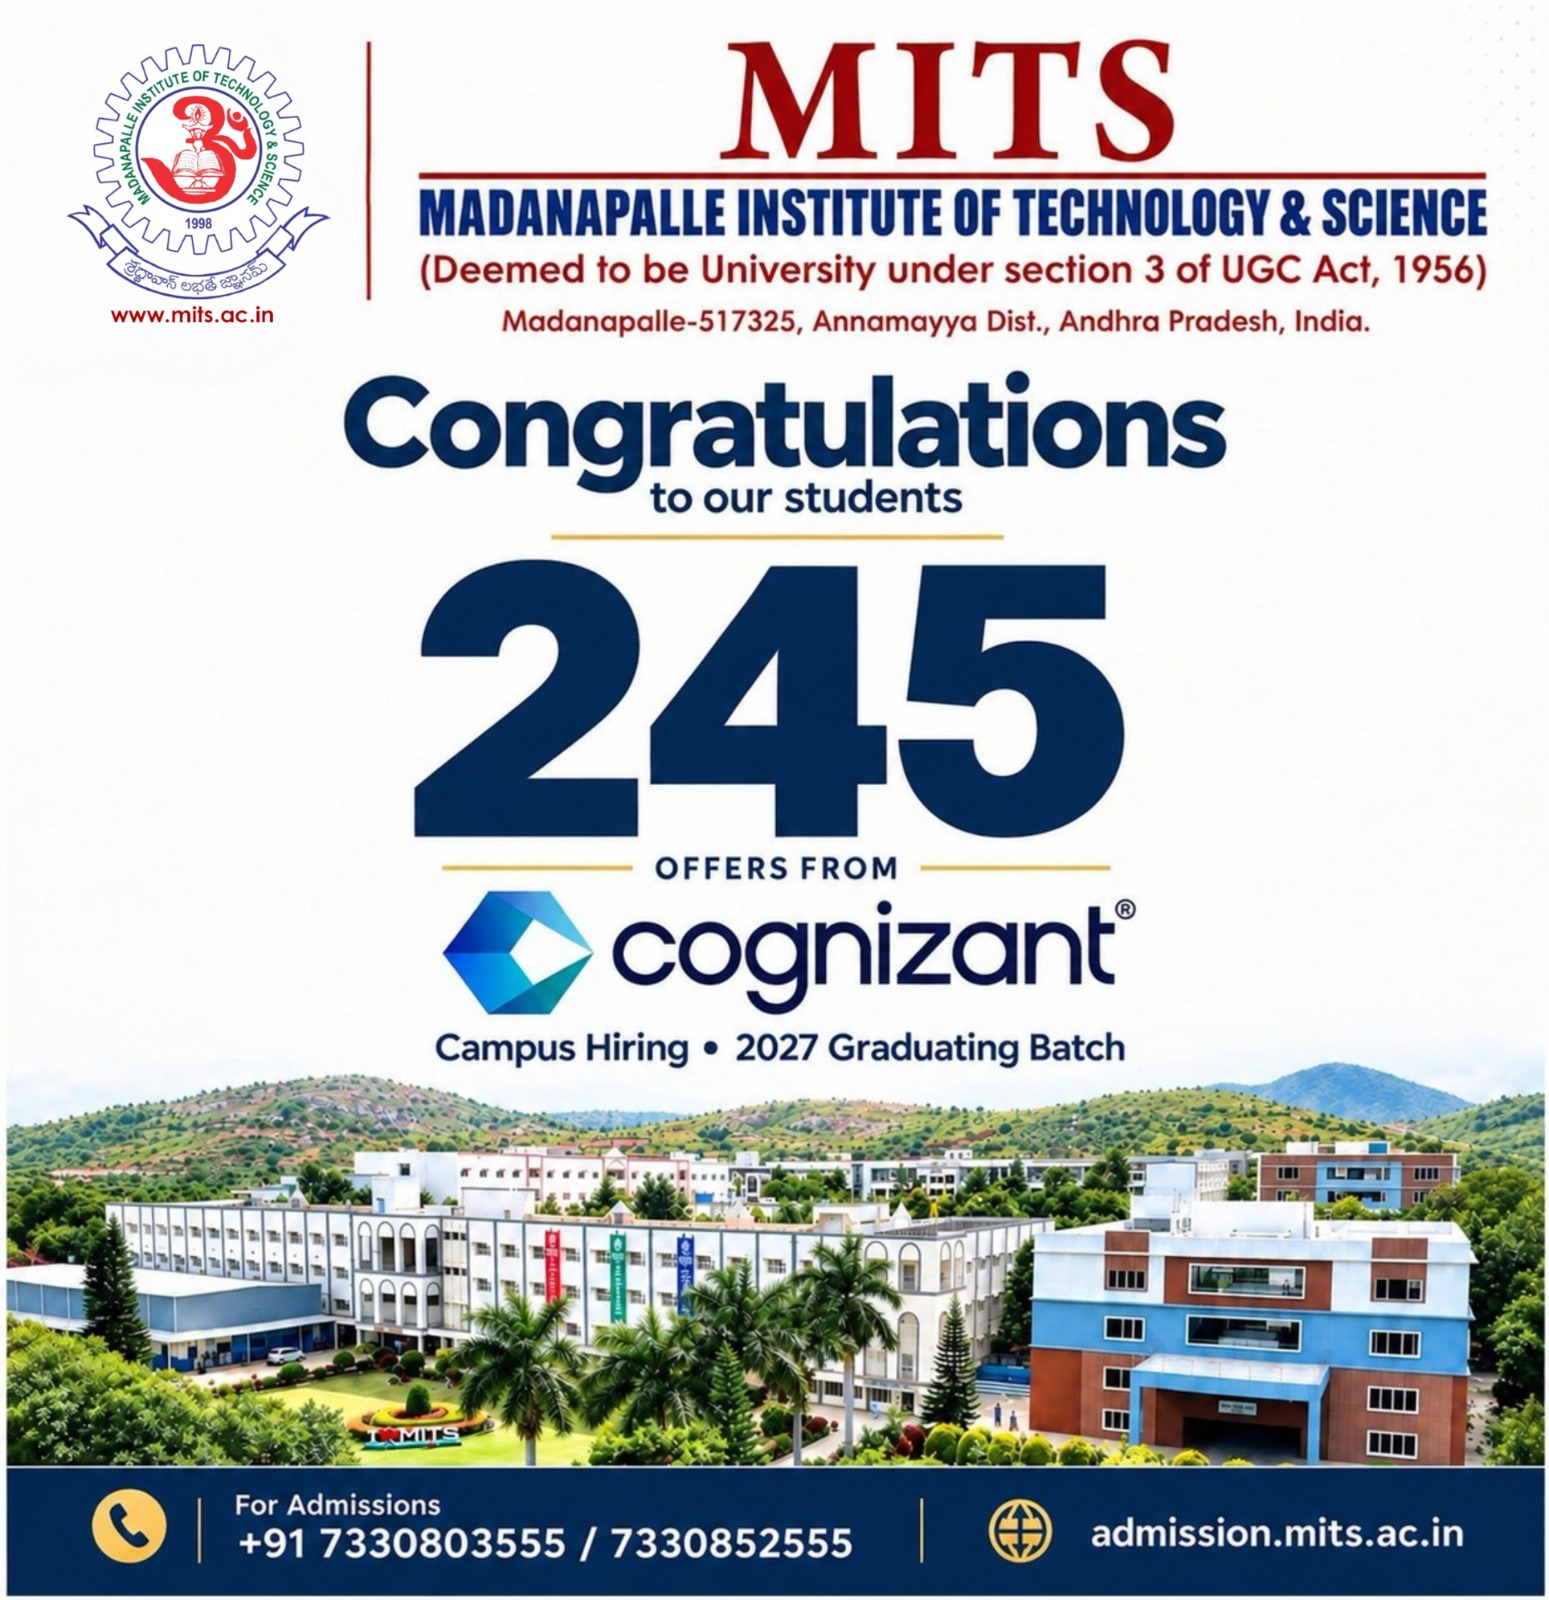 MADANAPALLE INSTITUTE OF TECHNOLOGY & SCIENCE
1998
శ్రద్ధావాన్ లభతే జ్ఞానమ్
www.mits.ac.in
MITS
MADANAPALLE INSTITUTE OF TECHNOLOGY & SCIENCE
(Deemed to be University under section 3 of UGC Act, 1956)
Madanapalle-517325, Annamayya Dist., Andhra Pradesh, India.
Congratulations
to our students
245
OFFERS FROM
cognizant®
Campus Hiring • 2027 Graduating Batch
I MITS
For Admissions
+91 7330803555 / 7330852555
admission.mits.ac.in